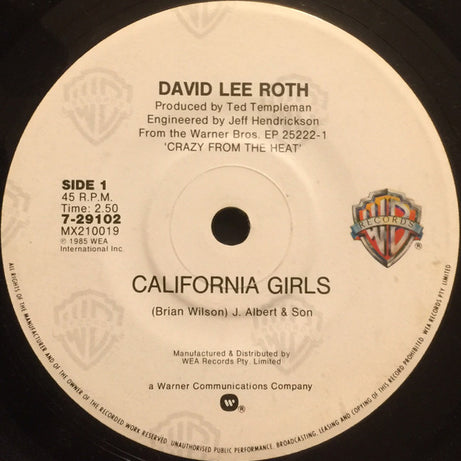 DAVID LEE ROTH
Produced by Ted Templeman
Engineered by Jeff Hendrickson
From the Warner Bros. EP 25222-1
'CRAZY FROM THE HEAT'
SIDE 1
45 R.P.M.
Time: 2.50
7-29102
MX210019
℗ 1985 WEA
International Inc.
WB
RECORDS
®
CALIFORNIA GIRLS
(Brian Wilson) J. Albert & Son
Manufactured & Distributed by
WEA Records Pty. Limited
a Warner Communications Company
®
ALL RIGHTS OF THE MANUFACTURER AND OF THE OWNER OF THE RECORDED WORK RESERVED. UNAUTHORISED PUBLIC PERFORMANCE, BROADCASTING, LEASING AND COPYING OF THIS RECORD PROHIBITED. WEA RECORDS PTY. LIMITED